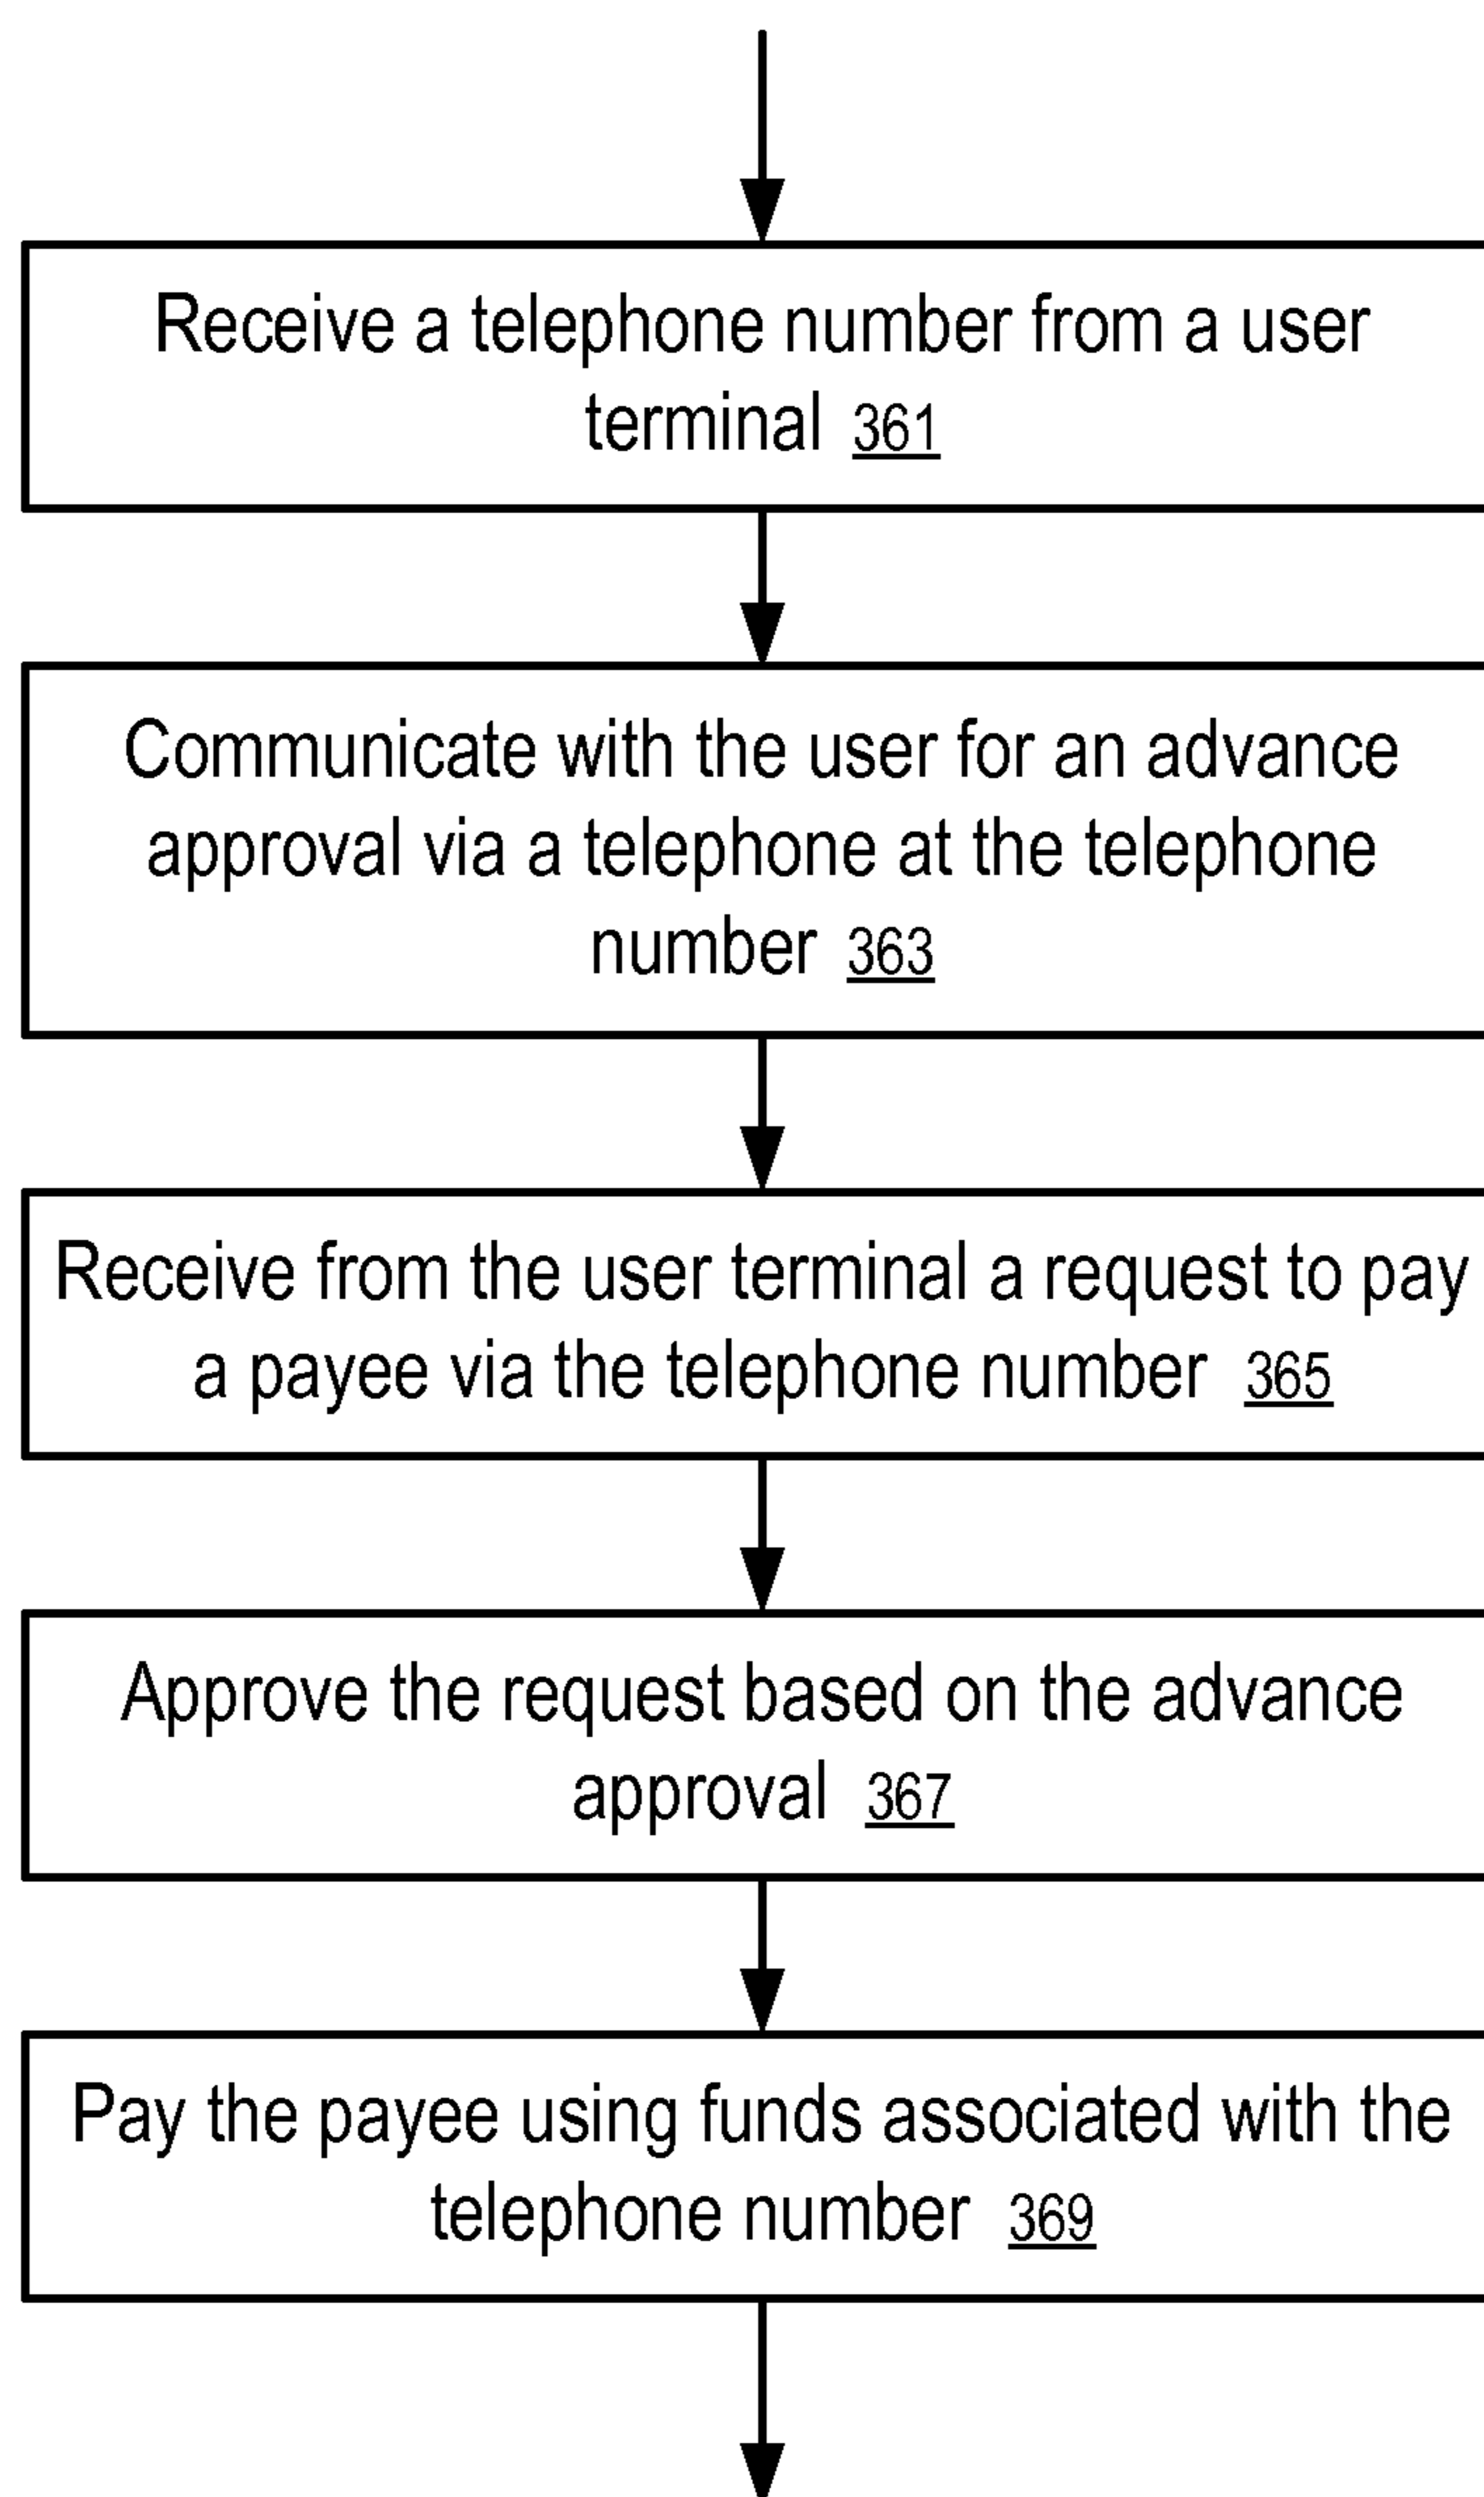 Receive a telephone number from a user
terminal 361
Communicate with the user for an advance
approval via a telephone at the telephone
number 363
Receive from the user terminal a request to pay
a payee via the telephone number 365
Approve the request based on the advance
approval 367
Pay the payee using funds associated with the
telephone number 369